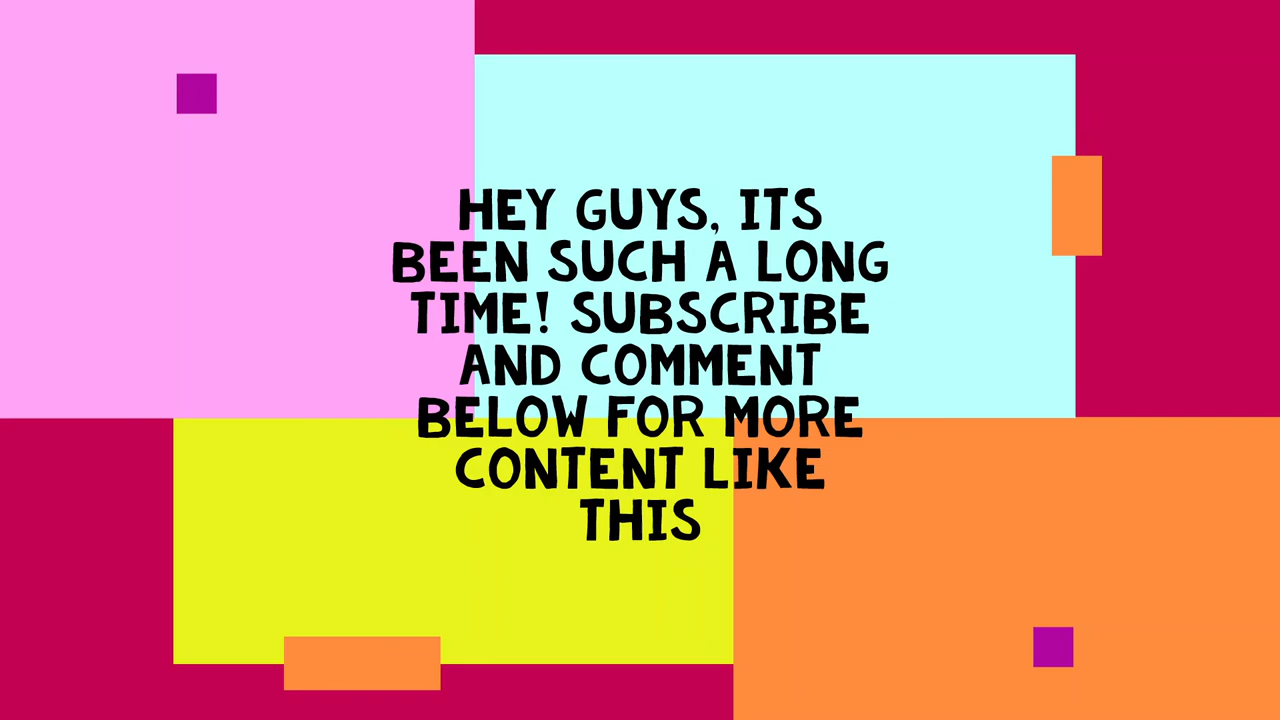 HEY GUYS, ITS
BEEN SUCH A LONG
TIME! SUBSCRIBE
AND COMMENT
BELOW FOR MORE
CONTENT LIKE
THIS